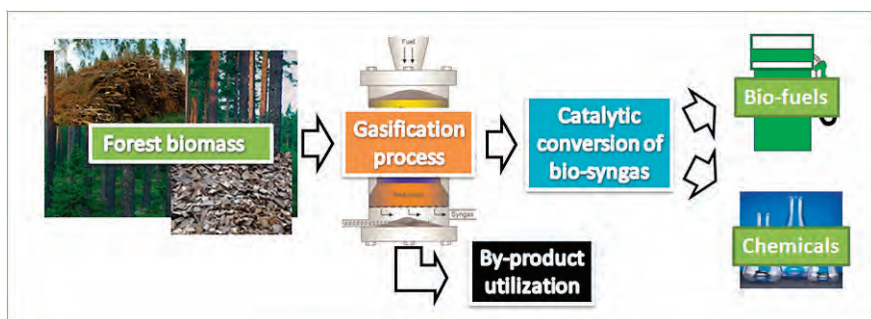 Fuel
Forest biomass
Gasification
process
Syngas
Catalytic
conversion of
bio-syngas
Bio-fuels
Chemicals
By-product
utilization